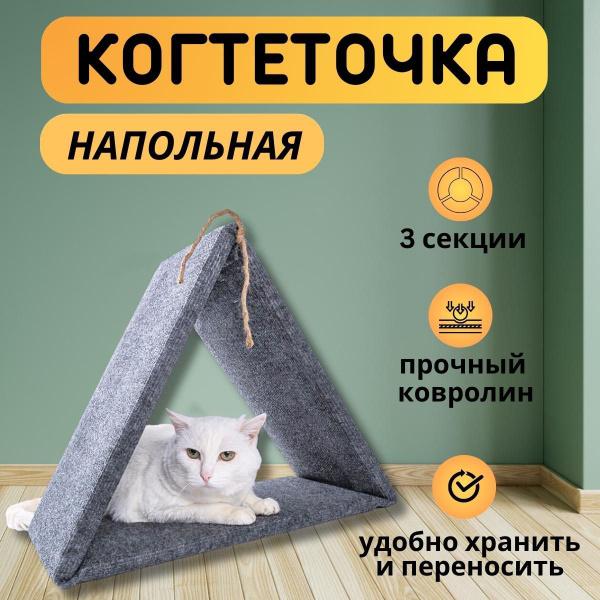 КОГТЕТОЧКА
НАПОЛЬНАЯ
3 секции
прочный
ковролин
удобно хранить
и переносить